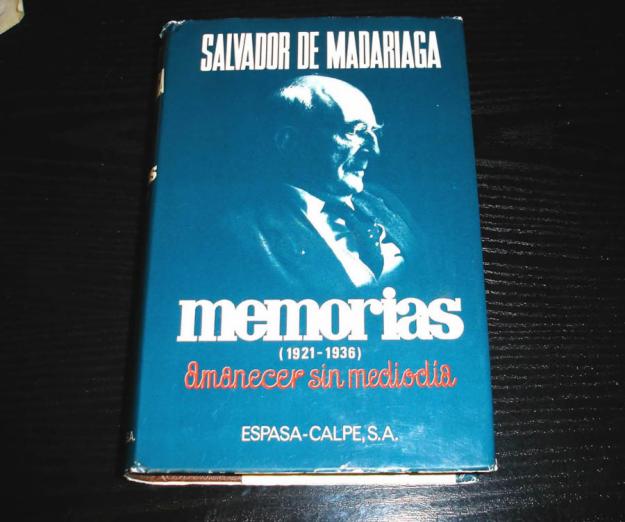 SALVADOR DE MADARIAGA
memorias
(1921-1936)
Amanecer sin mediodía
ESPASA-CALPE, S.A.